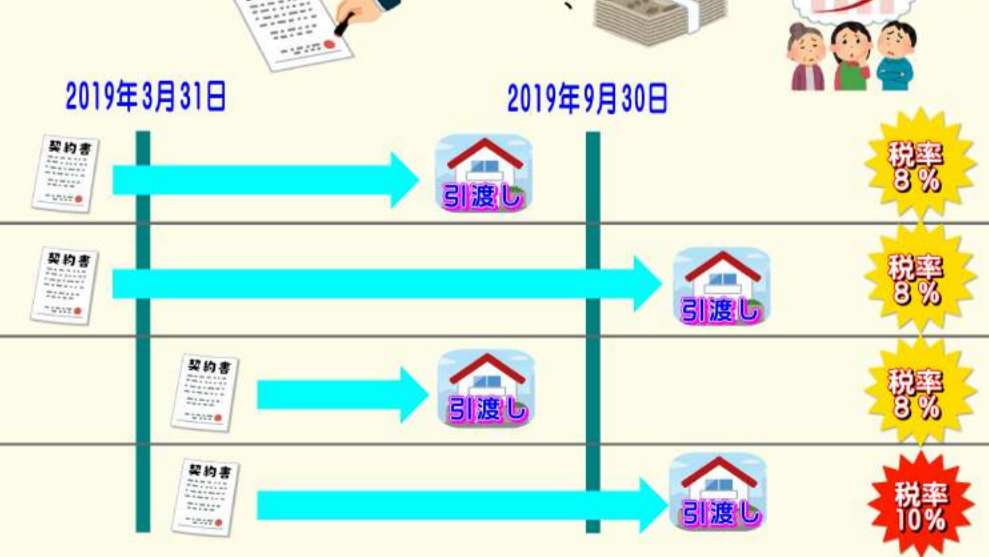 、
2019年3月31日
2019年9月30日
契約書
引渡し
税率
8%
契約書
引渡し
税率
8%
契約書
引渡し
税率
8%
契約書
引渡し
税率
10%